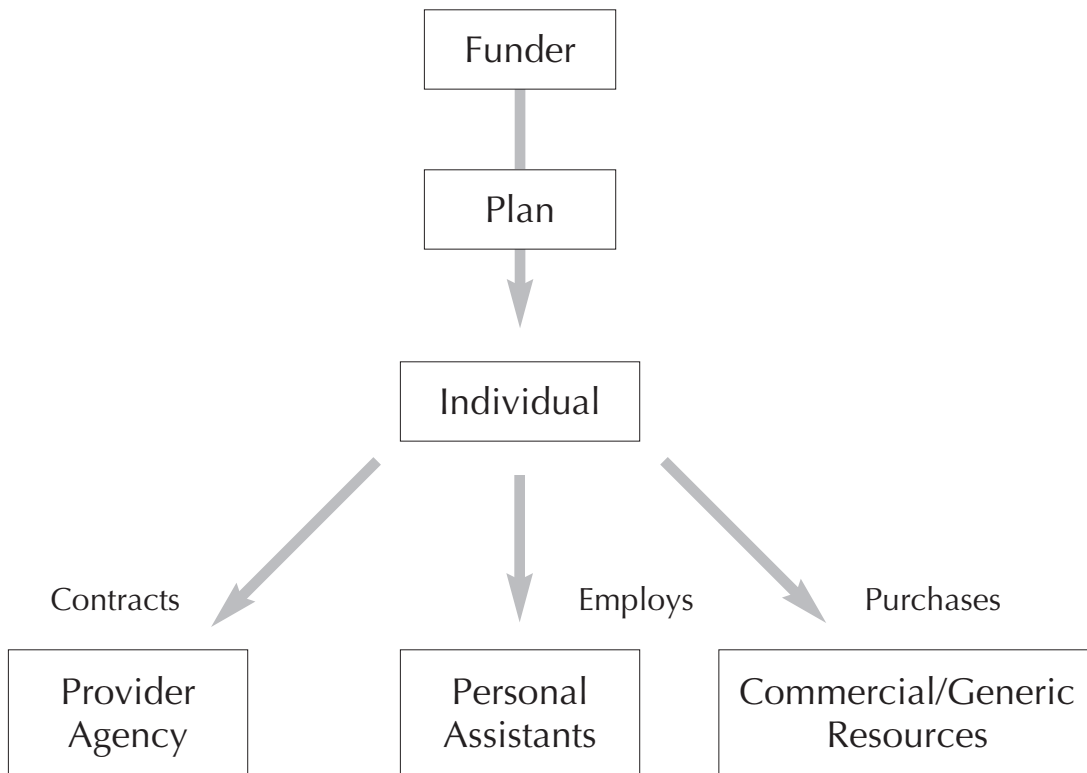 Funder
Plan
Individual
Contracts
Employs
Purchases
Provider
Agency
Personal
Assistants
Commercial/Generic
Resources